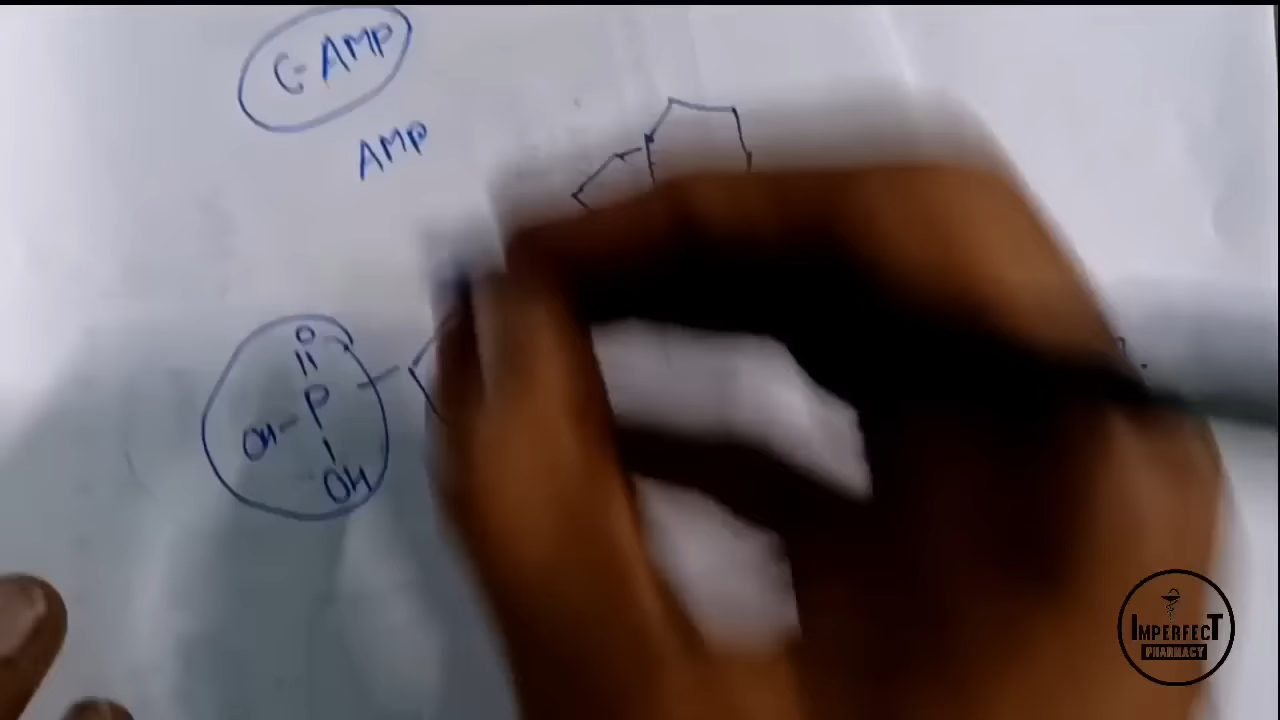 C-AMP
AMP
O
||
P
OH-
|
OH
IMPERFECT
PHARMACY